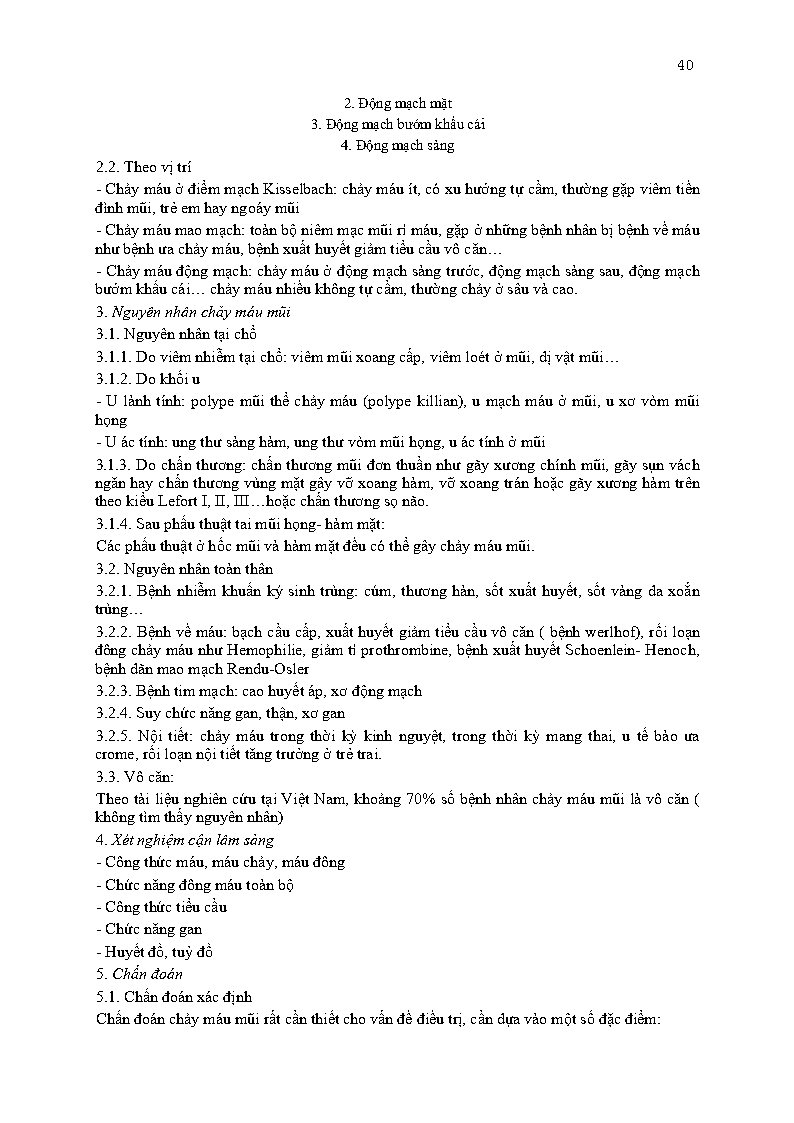 40
2. Động mạch mặt
3. Động mạch bướm khẩu cái
4. Động mạch sàng
2.2. Theo vị trí
- Chảy máu ở điểm mạch Kisselbach: chảy máu ít, có xu hướng tự cầm, thường gặp viêm tiền
đình mũi, trẻ em hay ngoáy mũi
- Chảy máu mao mạch: toàn bộ niêm mạc mũi rỉ máu, gặp ở những bệnh nhân bị bệnh về máu
như bệnh ưa chảy máu, bệnh xuất huyết giảm tiểu cầu vô căn…
- Chảy máu động mạch: chảy máu ở động mạch sàng trước, động mạch sàng sau, động mạch
bướm khẩu cái… chảy máu nhiều không tự cầm, thường chảy ở sâu và cao.
3. Nguyên nhân chảy máu mũi
3.1. Nguyên nhân tại chổ
3.1.1. Do viêm nhiễm tại chổ: viêm mũi xoang cấp, viêm loét ở mũi, dị vật mũi…
3.1.2. Do khối u
- U lành tính: polype mũi thể chảy máu (polype killian), u mạch máu ở mũi, u xơ vòm mũi
họng
- U ác tính: ung thư sàng hàm, ung thư vòm mũi họng, u ác tính ở mũi
3.1.3. Do chấn thương: chấn thương mũi đơn thuần như gãy xương chính mũi, gãy sụn vách
ngăn hay chấn thương vùng mặt gây vỡ xoang hàm, vỡ xoang trán hoặc gãy xương hàm trên
theo kiểu Lefort I, II, III…hoặc chấn thương sọ não.
3.1.4. Sau phẫu thuật tai mũi họng- hàm mặt:
Các phẫu thuật ở hốc mũi và hàm mặt đều có thể gây chảy máu mũi.
3.2. Nguyên nhân toàn thân
3.2.1. Bệnh nhiễm khuẩn ký sinh trùng: cúm, thương hàn, sốt xuất huyết, sốt vàng da xoắn
trùng…
3.2.2. Bệnh về máu: bạch cầu cấp, xuất huyết giảm tiểu cầu vô căn ( bệnh werlhof), rối loạn
đông chảy máu như Hemophilie, giảm tỉ prothrombine, bệnh xuất huyết Schoenlein- Henoch,
bệnh dãn mao mạch Rendu-Osler
3.2.3. Bệnh tim mạch: cao huyết áp, xơ động mạch
3.2.4. Suy chức năng gan, thận, xơ gan
3.2.5. Nội tiết: chảy máu trong thời kỳ kinh nguyệt, trong thời kỳ mang thai, u tế bào ưa
crome, rối loạn nội tiết tăng trưởng ở trẻ trai.
3.3. Vô căn:
Theo tài liệu nghiên cứu tại Việt Nam, khoảng 70% số bệnh nhân chảy máu mũi là vô căn (
không tìm thấy nguyên nhân)
4. Xét nghiệm cận lâm sàng
- Công thức máu, máu chảy, máu đông
- Chức năng đông máu toàn bộ
- Công thức tiểu cầu
- Chức năng gan
- Huyết đồ, tuỷ đồ
5. Chẩn đoán
5.1. Chẩn đoán xác định
Chẩn đoán chảy máu mũi rất cần thiết cho vấn đề điều trị, cần dựa vào một số đặc điểm: